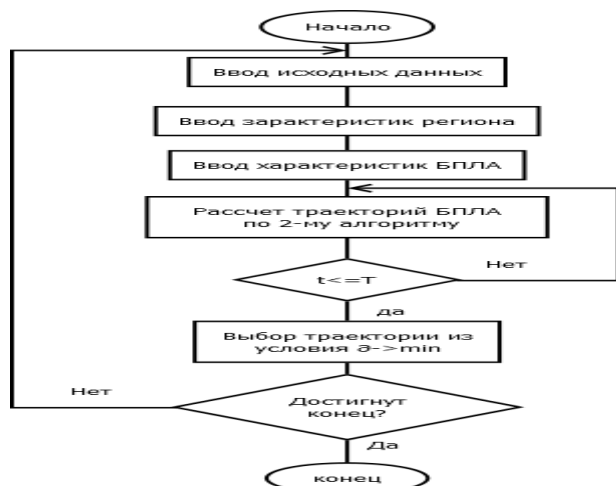 Начало
Ввод исходных данных
Ввод зарактеристик региона
Ввод характеристик БПЛА
Рассчет траекторий БПЛА
по 2-му алгоритму
t<=T
Нет
да
Выбор траектории из
условия ∂->min
Нет
Достигнут
конец?
Да
конец